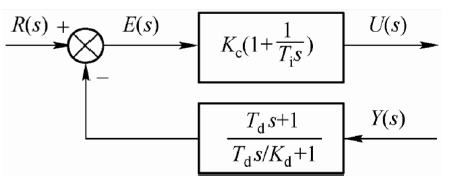 R(s) + E(s) K_c(1+\frac{1}{T_i s}) U(s)
−
\frac{T_d s+1}{T_d s/K_d+1} Y(s)